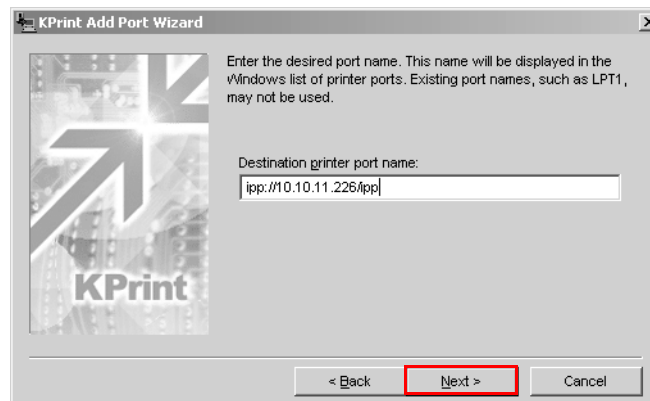 KPrint Add Port Wizard
Enter the desired port name. This name will be displayed in the
Windows list of printer ports. Existing port names, such as LPT1,
may not be used.
Destination printer port name:
ipp://10.10.11.226/ipp
KPrint
< Back Next > Cancel